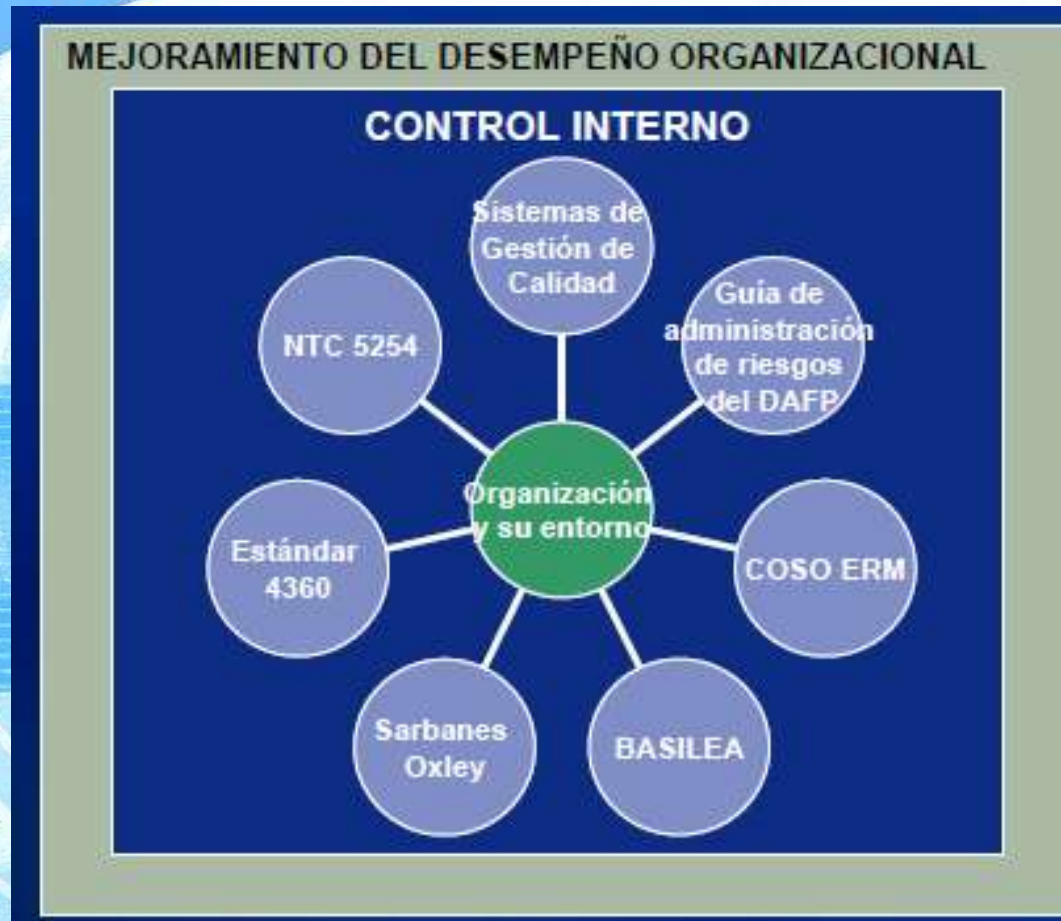 MEJORAMIENTO DEL DESEMPEÑO ORGANIZACIONAL
CONTROL INTERNO
Sistemas de
Gestión de
Calidad
Guía de
administración
de riesgos
del DAFP
COSO ERM
BASILEA
Sarbanes
Oxley
Estándar
4360
NTC 5254
Organización
y su entorno